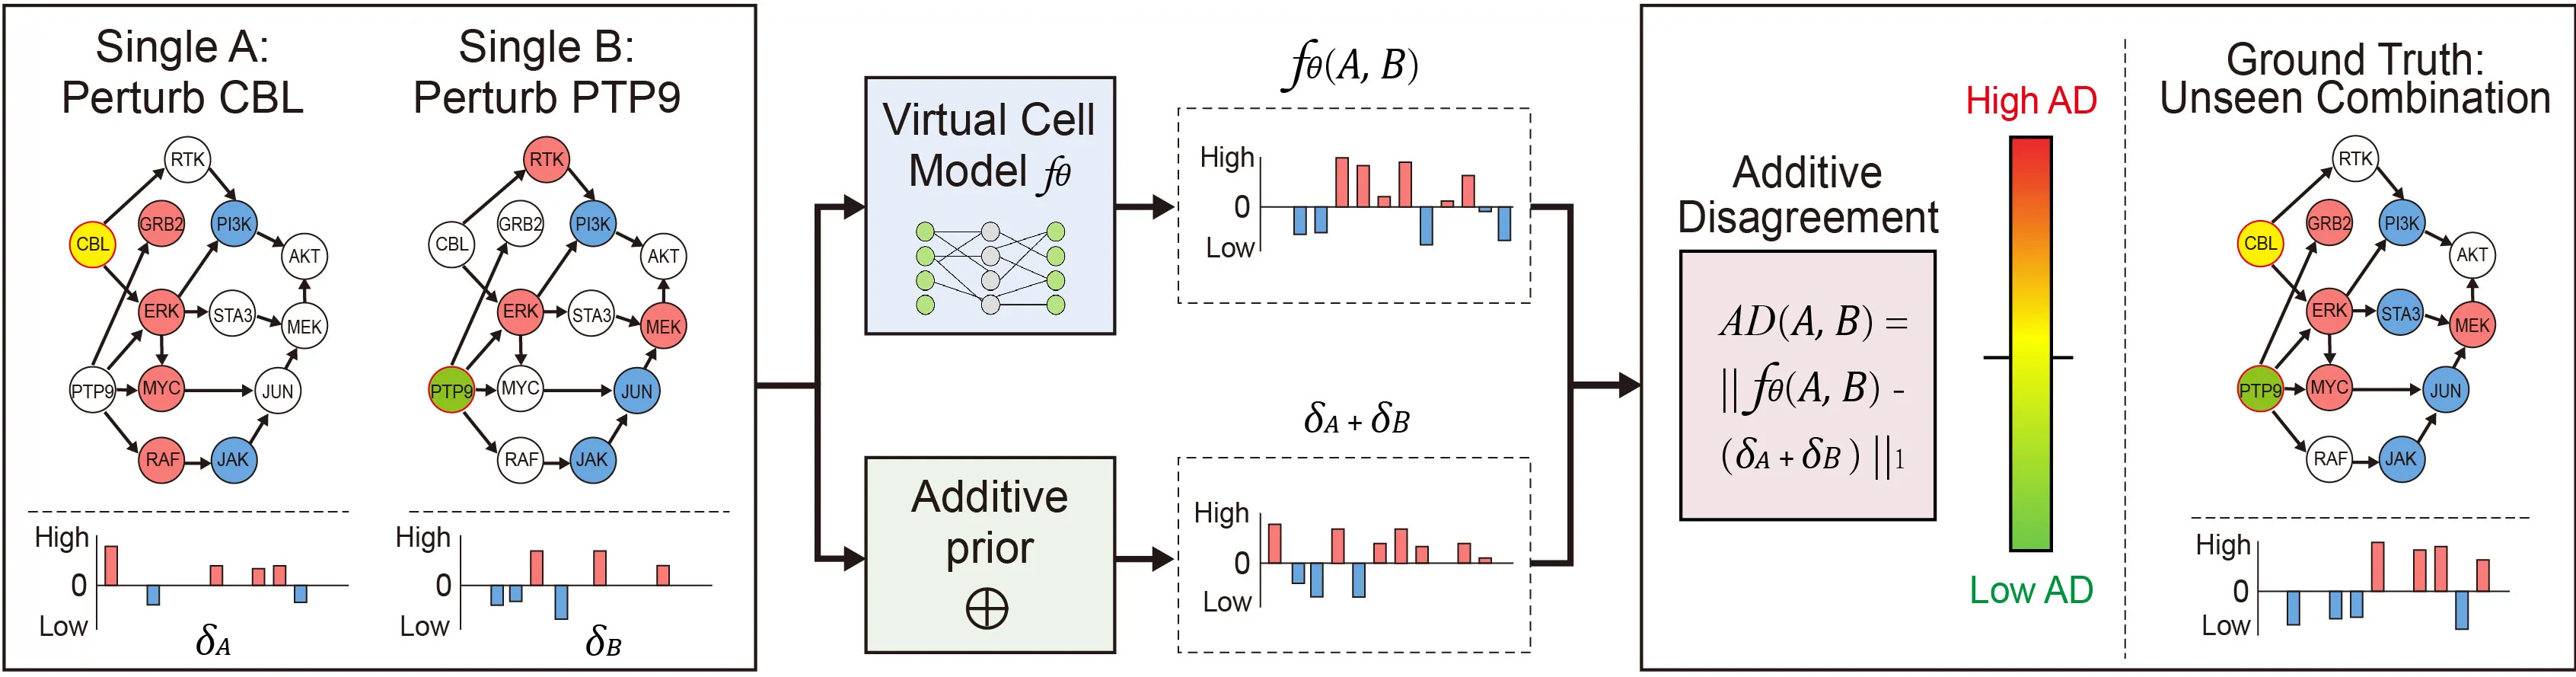 Single A:
Perturb CBL
RTK
GRB2
PI3K
CBL
AKT
ERK
STA3
MEK
PTP9
MYC
JUN
RAF
JAK
High
0
Low
δA
Single B:
Perturb PTP9
RTK
GRB2
PI3K
CBL
AKT
ERK
STA3
MEK
PTP9
MYC
JUN
RAF
JAK
High
0
Low
δB
Virtual Cell
Model fθ
Additive
prior
fθ(A, B)
High
0
Low
δA + δB
High
0
Low
Additive
Disagreement
AD(A, B) =
|| fθ(A, B) -
(δA + δB ) ||1
High AD
Low AD
Ground Truth:
Unseen Combination
RTK
GRB2
PI3K
CBL
AKT
ERK
STA3
MEK
PTP9
MYC
JUN
RAF
JAK
High
0
Low